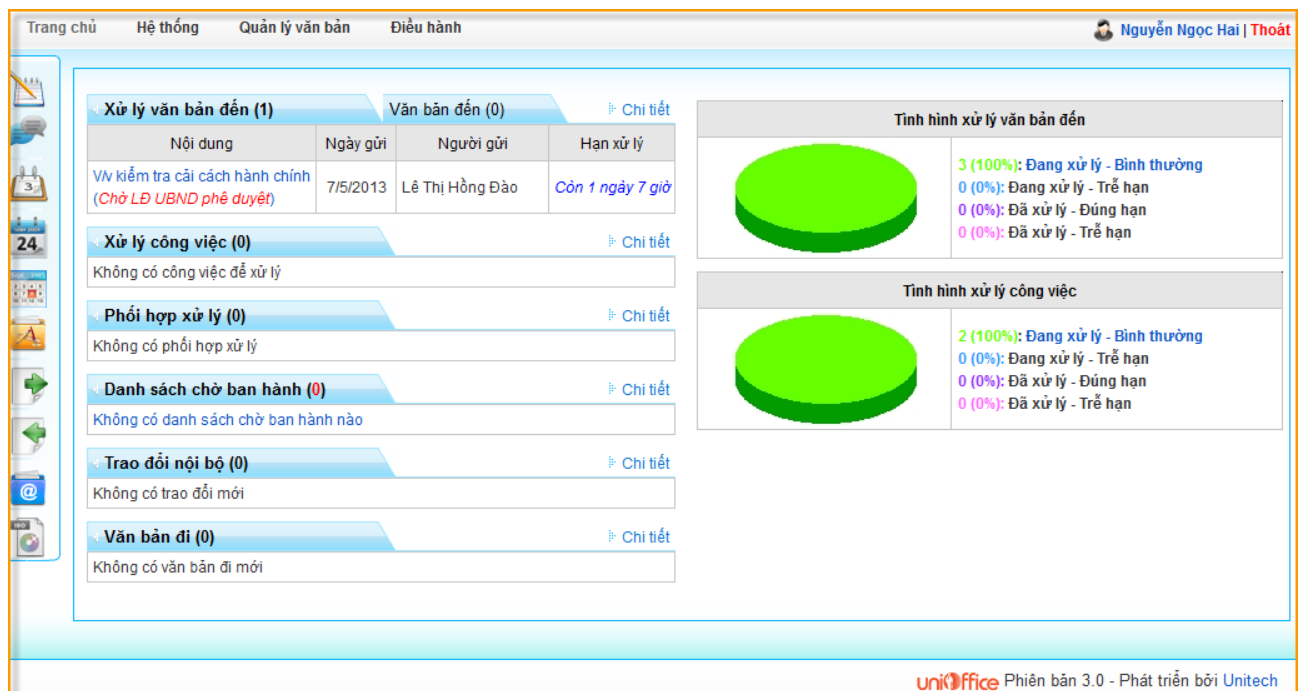 Trang chủ Hệ thống Quản lý văn bản Điều hành Nguyễn Ngọc Hai | Thoát
Xử lý văn bản đến (1) Văn bản đến (0) Chi tiết
Nội dung Ngày gửi Người gửi Hạn xử lý
V/v kiểm tra cải cách hành chính
(Chờ LĐ UBND phê duyệt) 7/5/2013 Lê Thị Hồng Đào Còn 1 ngày 7 giờ
Xử lý công việc (0) Chi tiết
Không có công việc để xử lý
Phối hợp xử lý (0) Chi tiết
Không có phối hợp xử lý
Danh sách chờ ban hành (0) Chi tiết
Không có danh sách chờ ban hành nào
Trao đổi nội bộ (0) Chi tiết
Không có trao đổi mới
Văn bản đi (0) Chi tiết
Không có văn bản đi mới
Tình hình xử lý văn bản đến
3 (100%): Đang xử lý - Bình thường
0 (0%): Đang xử lý - Trễ hạn
0 (0%): Đã xử lý - Đúng hạn
0 (0%): Đã xử lý - Trễ hạn
Tình hình xử lý công việc
2 (100%): Đang xử lý - Bình thường
0 (0%): Đang xử lý - Trễ hạn
0 (0%): Đã xử lý - Đúng hạn
0 (0%): Đã xử lý - Trễ hạn
3
24
@
ISO
uniOffice Phiên bản 3.0 - Phát triển bởi Unitech